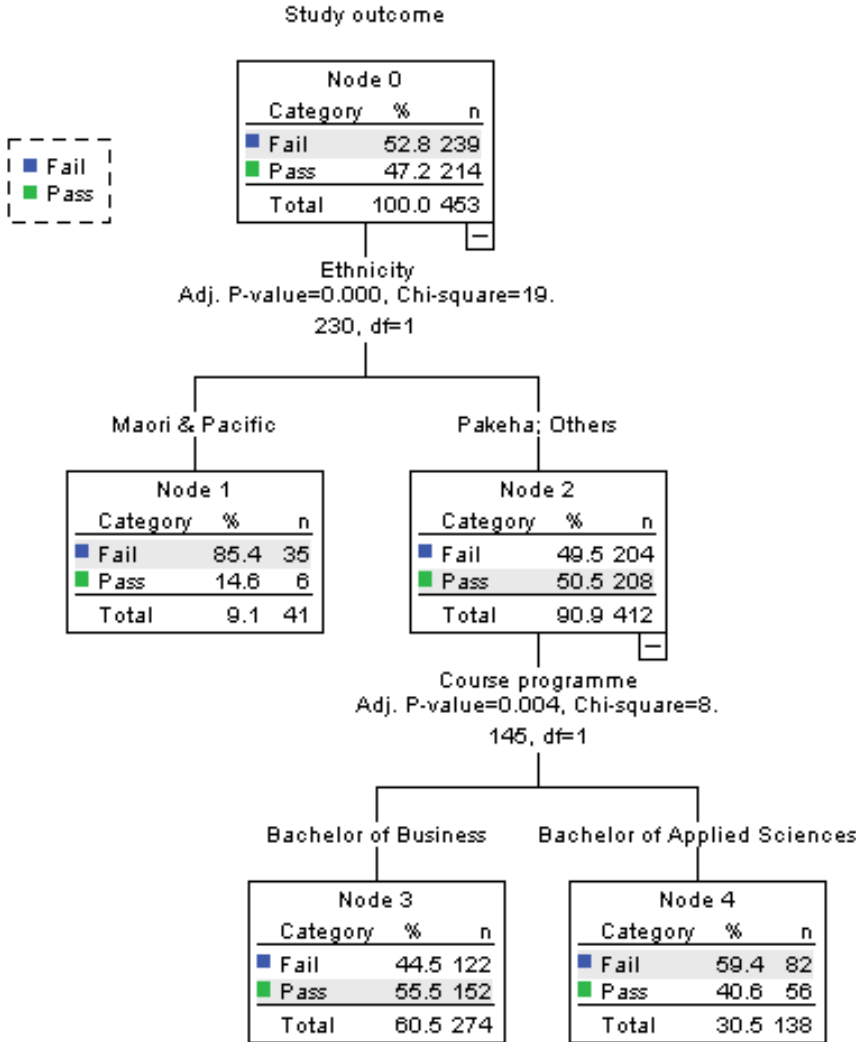 Study outcome
Node 0
Category % n
Fail 52.8 239
Pass 47.2 214
Total 100.0 453
Fail
Pass
Ethnicity
Adj. P-value=0.000, Chi-square=19.
230, df=1
Maori & Pacific
Pakeha; Others
Node 1
Category % n
Fail 85.4 35
Pass 14.6 6
Total 9.1 41
Node 2
Category % n
Fail 49.5 204
Pass 50.5 208
Total 90.9 412
Course programme
Adj. P-value=0.004, Chi-square=8.
145, df=1
Bachelor of Business
Bachelor of Applied Sciences
Node 3
Category % n
Fail 44.5 122
Pass 55.5 152
Total 60.5 274
Node 4
Category % n
Fail 59.4 82
Pass 40.6 56
Total 30.5 138